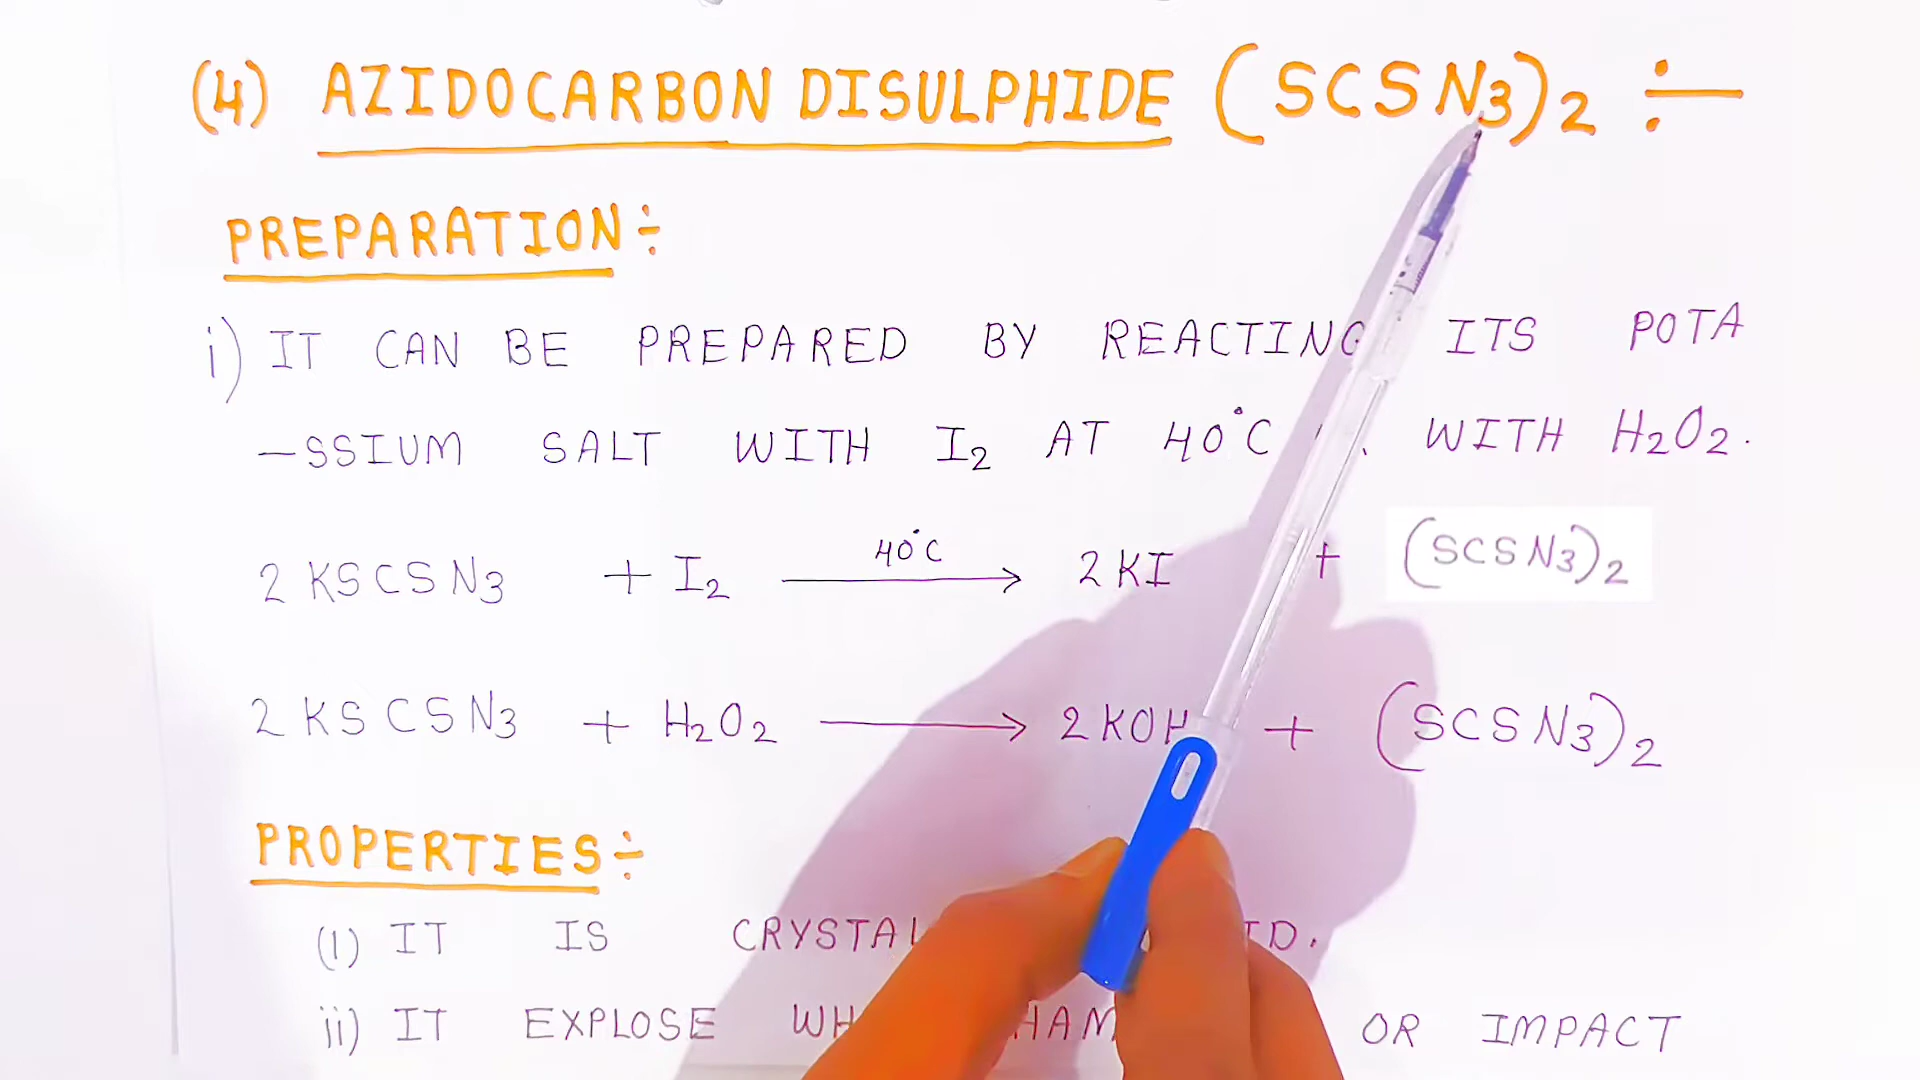 (4) AZIDOCARBON DISULPHIDE (SCSN3)2 ÷
PREPARATION ÷
i) IT CAN BE PREPARED BY REACTING ITS POTA
-SSIUM SALT WITH I2 AT 40°C WITH H2O2.
2 KSCSN3 + I2 40°C → 2 KI + (SCSN3)2
2 KSCSN3 + H2O2 → 2 KOH + (SCSN3)2
PROPERTIES ÷
(1) IT IS
ii) IT EXPLOSE OR IMPACT